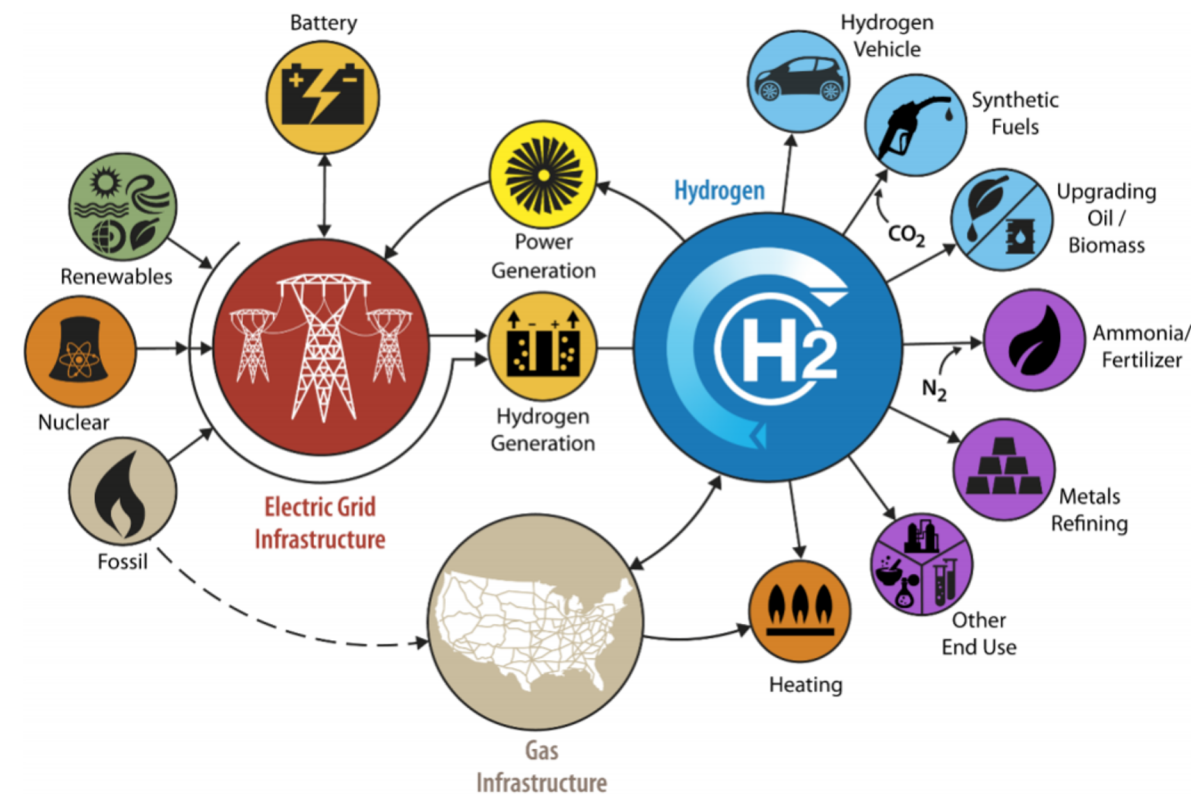 Battery
Hydrogen
Vehicle
Synthetic
Fuels
Hydrogen
Upgrading
Oil /
Biomass
CO₂
Power
Generation
Renewables
H2
Ammonia/
Fertilizer
N₂
Nuclear
Hydrogen
Generation
Electric Grid
Infrastructure
Metals
Refining
Fossil
Other
End Use
Heating
Gas
Infrastructure